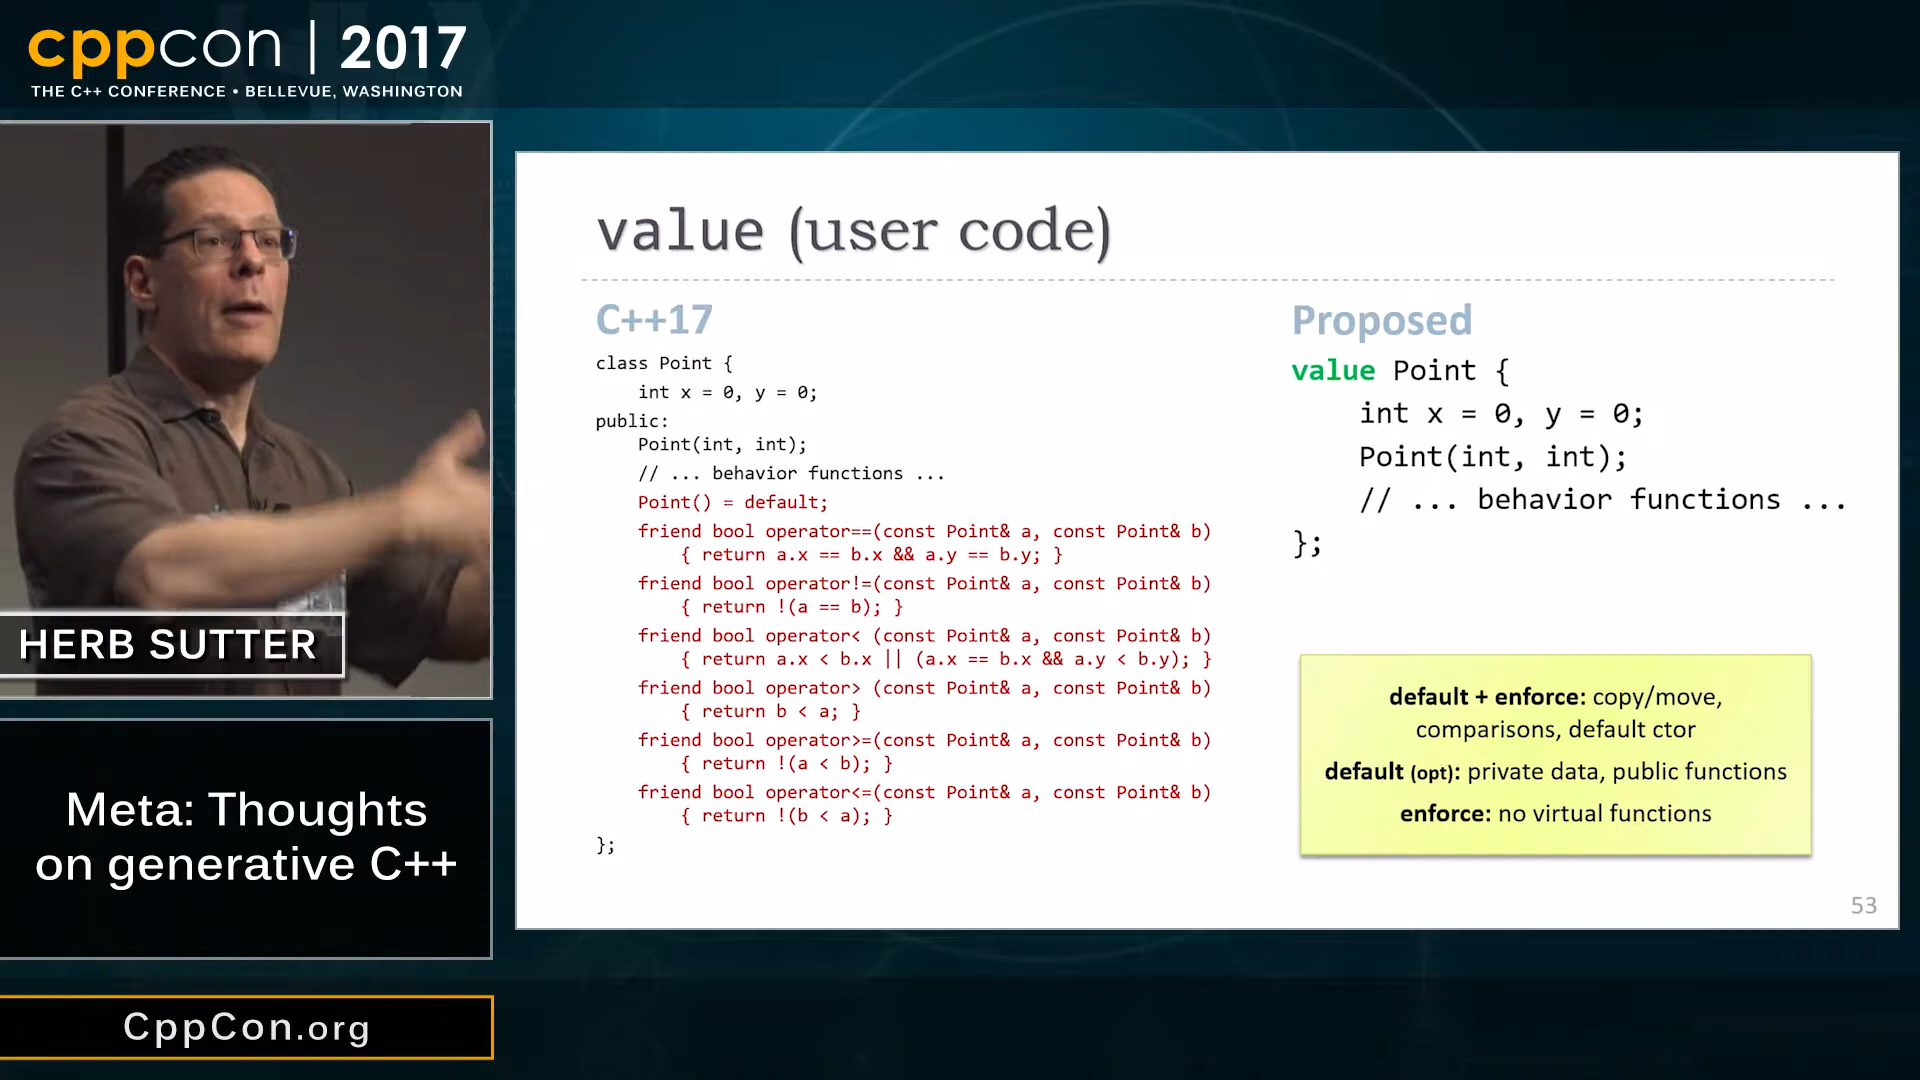 cppcon | 2017
THE C++ CONFERENCE • BELLEVUE, WASHINGTON
HERB SUTTER
Meta: Thoughts
on generative C++
CppCon.org
value (user code)
C++17
class Point {
    int x = 0, y = 0;
public:
    Point(int, int);
    // ... behavior functions ...
    Point() = default;
    friend bool operator==(const Point& a, const Point& b)
        { return a.x == b.x && a.y == b.y; }
    friend bool operator!=(const Point& a, const Point& b)
        { return !(a == b); }
    friend bool operator< (const Point& a, const Point& b)
        { return a.x < b.x || (a.x == b.x && a.y < b.y); }
    friend bool operator> (const Point& a, const Point& b)
        { return b < a; }
    friend bool operator>=(const Point& a, const Point& b)
        { return !(a < b); }
    friend bool operator<=(const Point& a, const Point& b)
        { return !(b < a); }
};
Proposed
value Point {
    int x = 0, y = 0;
    Point(int, int);
    // ... behavior functions ...
};
default + enforce: copy/move,
comparisons, default ctor
default (opt): private data, public functions
enforce: no virtual functions
53